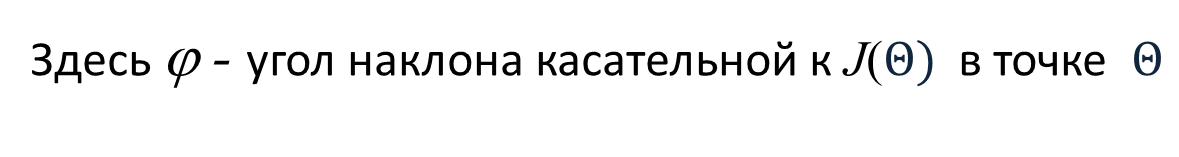 Здесь φ - угол наклона касательной к J(Θ) в точке Θ